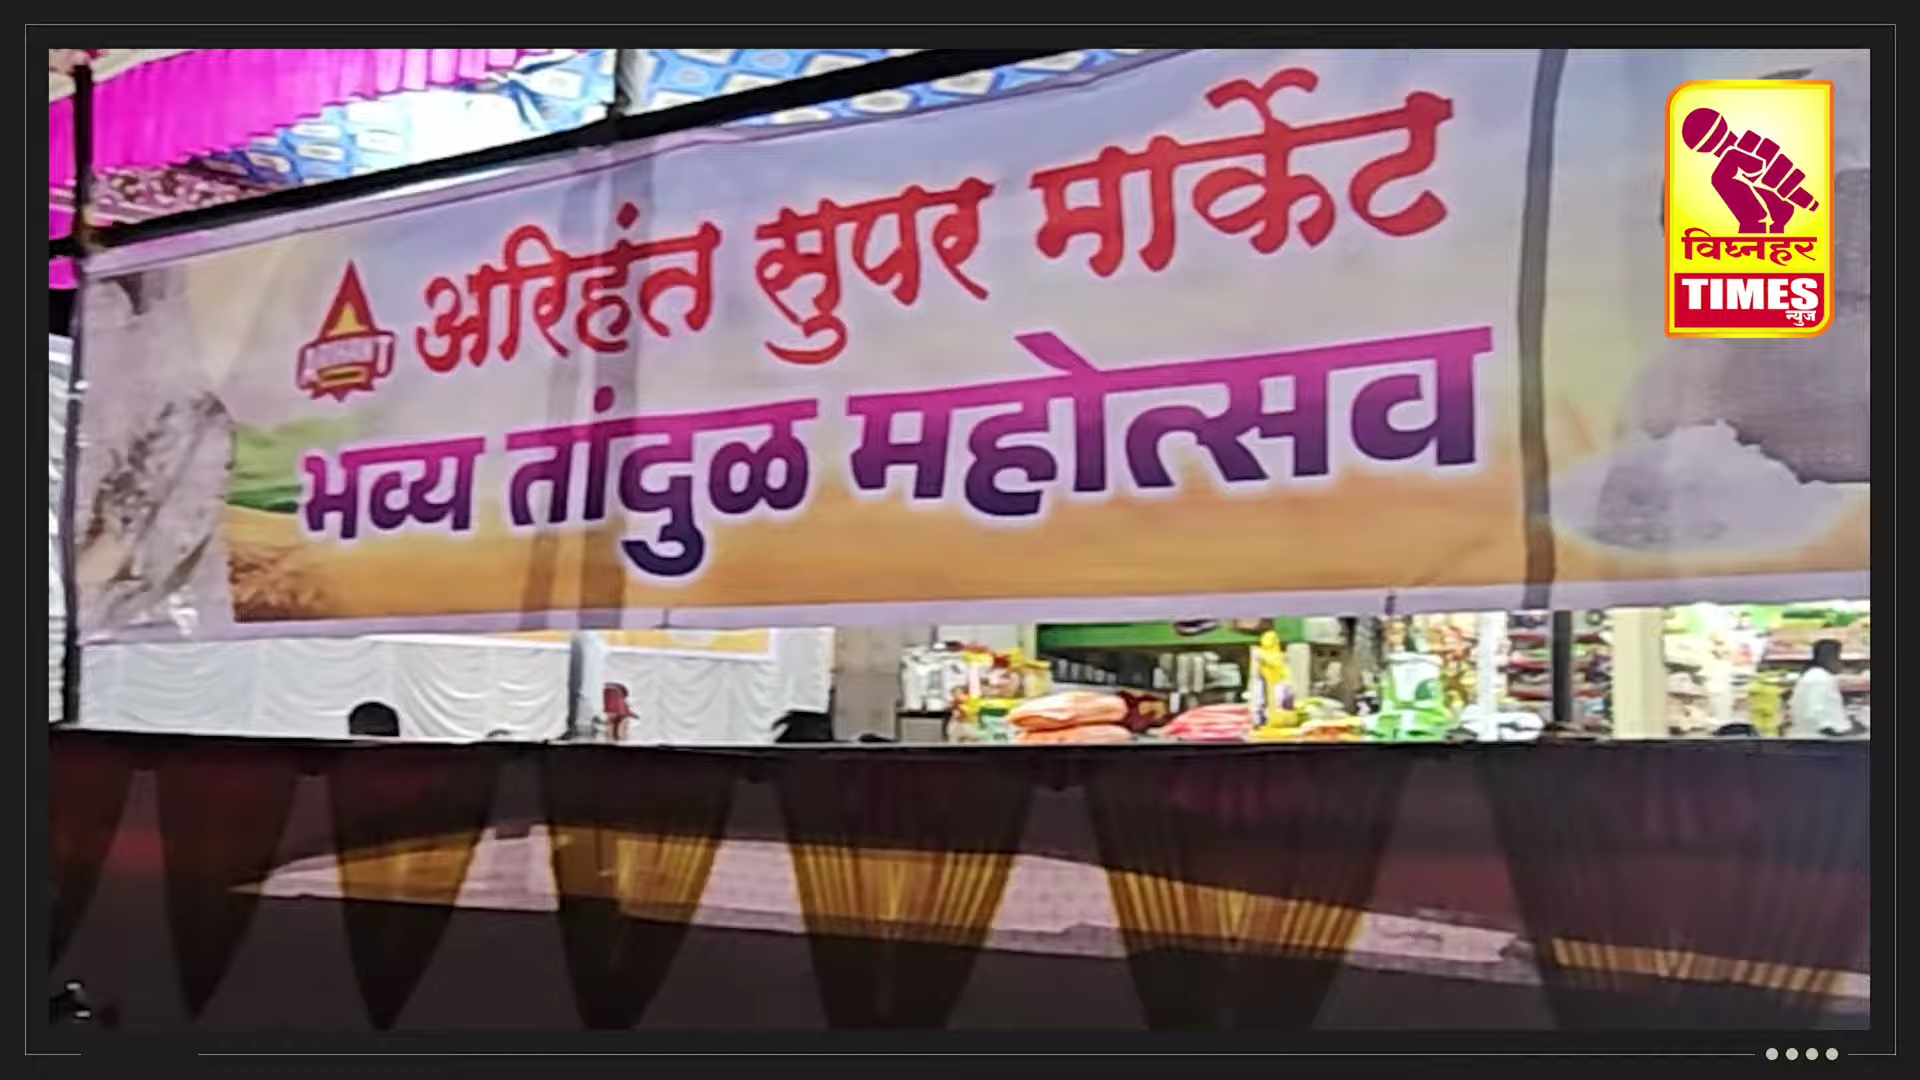 अरिहंत सुपर मार्केट
भव्य तांदुळ महोत्सव
विघ्नहर
TIMES
न्युज